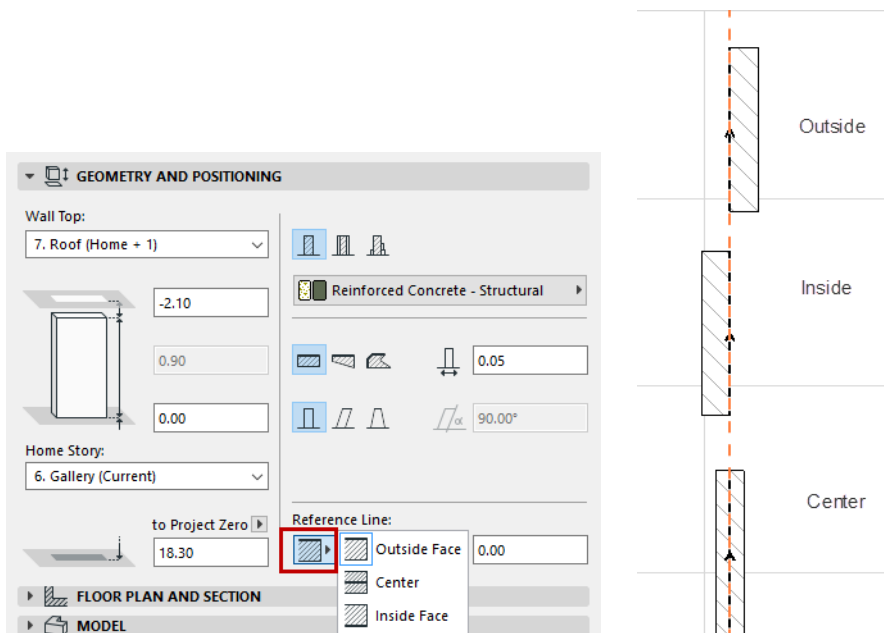 GEOMETRY AND POSITIONING
Wall Top:
7. Roof (Home + 1)
-2.10
0.90
0.00
Home Story:
6. Gallery (Current)
to Project Zero
18.30
Reinforced Concrete - Structural
0.05
α 90.00°
Reference Line:
Outside Face
0.00
Center
Inside Face
FLOOR PLAN AND SECTION
MODEL
Outside
Inside
Center